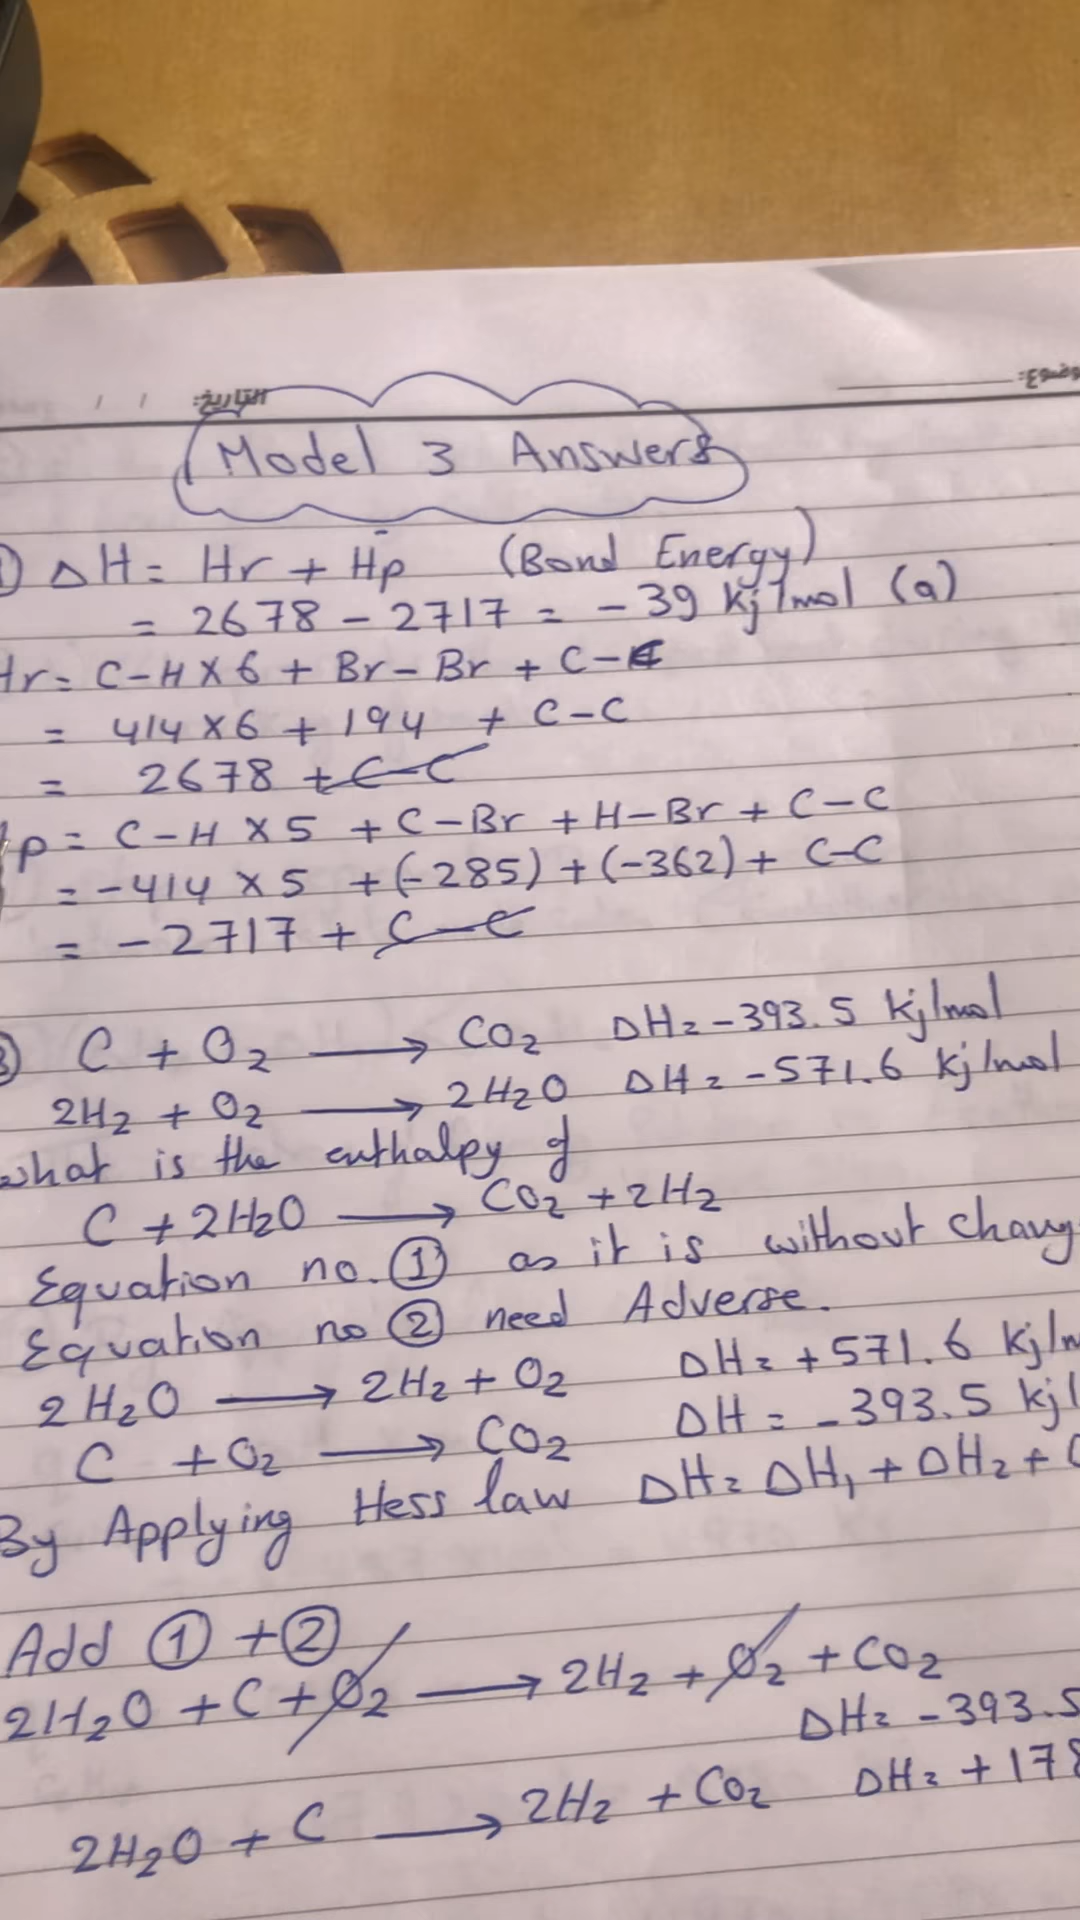 التاريخ: / /
Model 3 Answers
ΔH = Hr + Hp (Bond Energy)
= 2678 - 2717 = -39 kj/mol (a)
Hr = C-H X 6 + Br-Br + C-C
= 414 X 6 + 194 + C-C
= 2678 + C-C
Hp = C-H X 5 + C-Br + H-Br + C-C
= -414 X 5 + (-285) + (-362) + C-C
= -2717 + C-C
C + O2 ⟶ CO2 ΔH = -393.5 kj/mol
2H2 + O2 ⟶ 2H2O ΔH = -571.6 kj/mol
what is the enthalpy of
C + 2H2O ⟶ CO2 + 2H2
Equation no. ① as it is without
Equation no ② need Adverse.
2H2O ⟶ 2H2 + O2 ΔH = +571.6
C + O2 ⟶ CO2 ΔH = -393.5
By Applying Hess law ΔH = ΔH1 + ΔH2 +
Add ① + ②
2H2O + C + O2 ⟶ 2H2 + O2 + CO2
ΔH = -393.5
2H2O + C ⟶ 2H2 + CO2 ΔH = +178